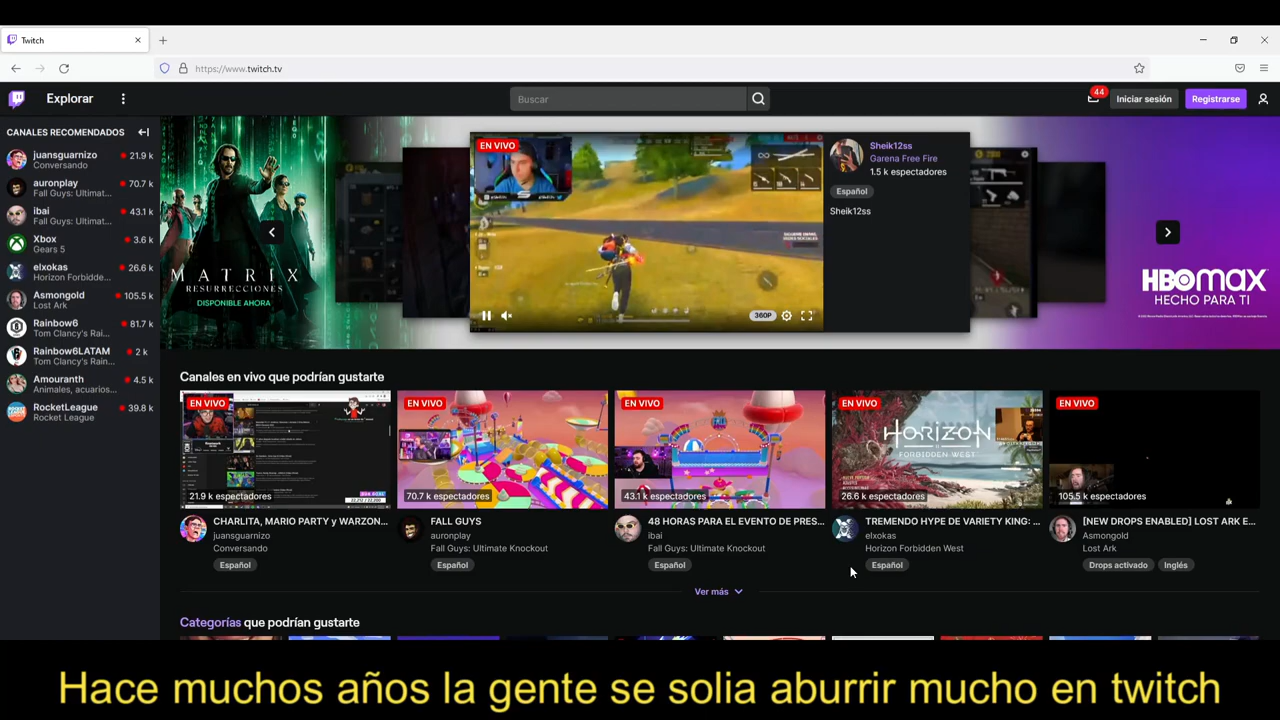 Twitch
https://www.twitch.tv
Explorar
Buscar
44
Iniciar sesión
Registrarse
CANALES RECOMENDADOS
juansguarnizo 21.9 k
Conversando
auronplay 70.7 k
Fall Guys: Ultimat...
ibai 43.1 k
Fall Guys: Ultimat...
Xbox 3.6 k
Gears 5
elxokas 26.6 k
Horizon Forbidde...
Asmongold 105.5 k
Lost Ark
Rainbow6 81.7 k
Tom Clancy's Rai...
Rainbow6LATAM 2 k
Tom Clancy's Rain...
Amouranth 4.5 k
Animales, acuarios...
RocketLeague 39.8 k
Rocket League
MATRIX
RESURRECCIONES
DISPONIBLE AHORA
EN VIVO
360P
Sheik12ss
Garena Free Fire
1.5 k espectadores
Español
Sheik12ss
HBOMAX
HECHO PARA TI
Canales en vivo que podrían gustarte
EN VIVO
21.9 k espectadores
CHARLITA, MARIO PARTY y WARZON...
juansguarnizo
Conversando
Español
EN VIVO
70.7 k espectadores
FALL GUYS
auronplay
Fall Guys: Ultimate Knockout
Español
EN VIVO
43.1 k espectadores
48 HORAS PARA EL EVENTO DE PRES...
ibai
Fall Guys: Ultimate Knockout
Español
EN VIVO
HORIZON
FORBIDDEN WEST
26.6 k espectadores
TREMENDO HYPE DE VARIETY KING: ...
elxokas
Horizon Forbidden West
Español
EN VIVO
105.5 k espectadores
[NEW DROPS ENABLED] LOST ARK E...
Asmongold
Lost Ark
Drops activado Inglés
Ver más
Categorías que podrían gustarte
Hace muchos años la gente se solia aburrir mucho en twitch